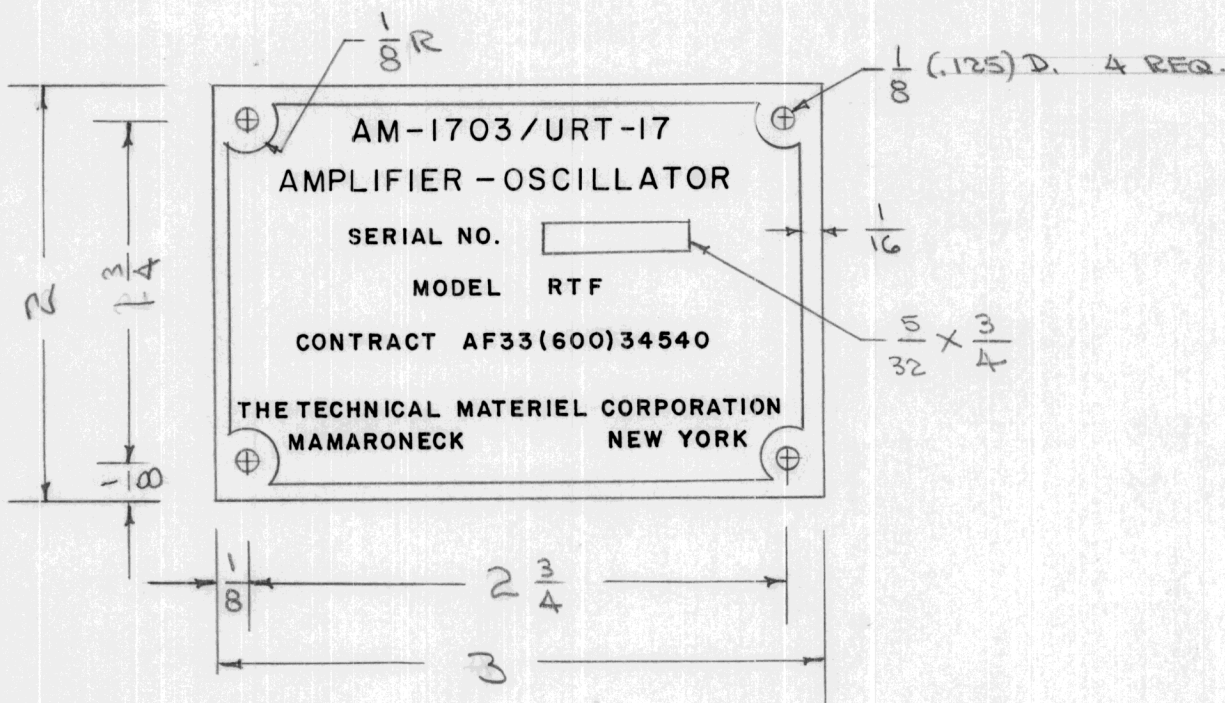 1/8 R
1/8 (.125) D. 4 REQ.
AM-1703/URT-17
AMPLIFIER - OSCILLATOR
SERIAL NO.
MODEL RTF
CONTRACT AF33(600)34540
THE TECHNICAL MATERIEL CORPORATION
MAMARONECK NEW YORK
1/16
5/32 X 3/4
2
1 3/4
1/8
1/8
2 3/4
3